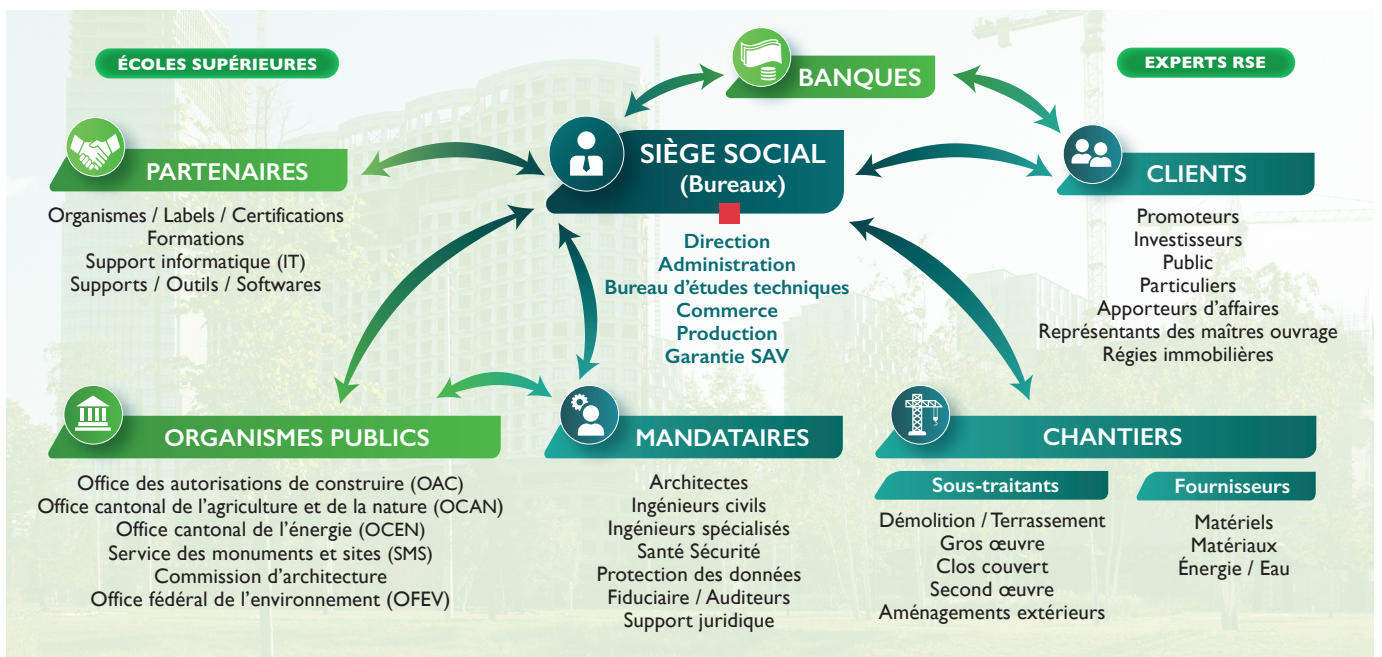 ÉCOLES SUPÉRIEURES
BANQUES
EXPERTS RSE
PARTENAIRES
Organismes / Labels / Certifications
Formations
Support informatique (IT)
Supports / Outils / Softwares
SIÈGE SOCIAL
(Bureaux)
Direction
Administration
Bureau d’études techniques
Commerce
Production
Garantie SAV
CLIENTS
Promoteurs
Investisseurs
Public
Particuliers
Apporteurs d’affaires
Représentants des maîtres ouvrage
Régies immobilières
ORGANISMES PUBLICS
Office des autorisations de construire (OAC)
Office cantonal de l’agriculture et de la nature (OCAN)
Office cantonal de l’énergie (OCEN)
Service des monuments et sites (SMS)
Commission d’architecture
Office fédéral de l’environnement (OFEV)
MANDATAIRES
Architectes
Ingénieurs civils
Ingénieurs spécialisés
Santé Sécurité
Protection des données
Fiduciaire / Auditeurs
Support juridique
CHANTIERS
Sous-traitants
Démolition / Terrassement
Gros œuvre
Clos couvert
Second œuvre
Aménagements extérieurs
Fournisseurs
Matériels
Matériaux
Énergie / Eau